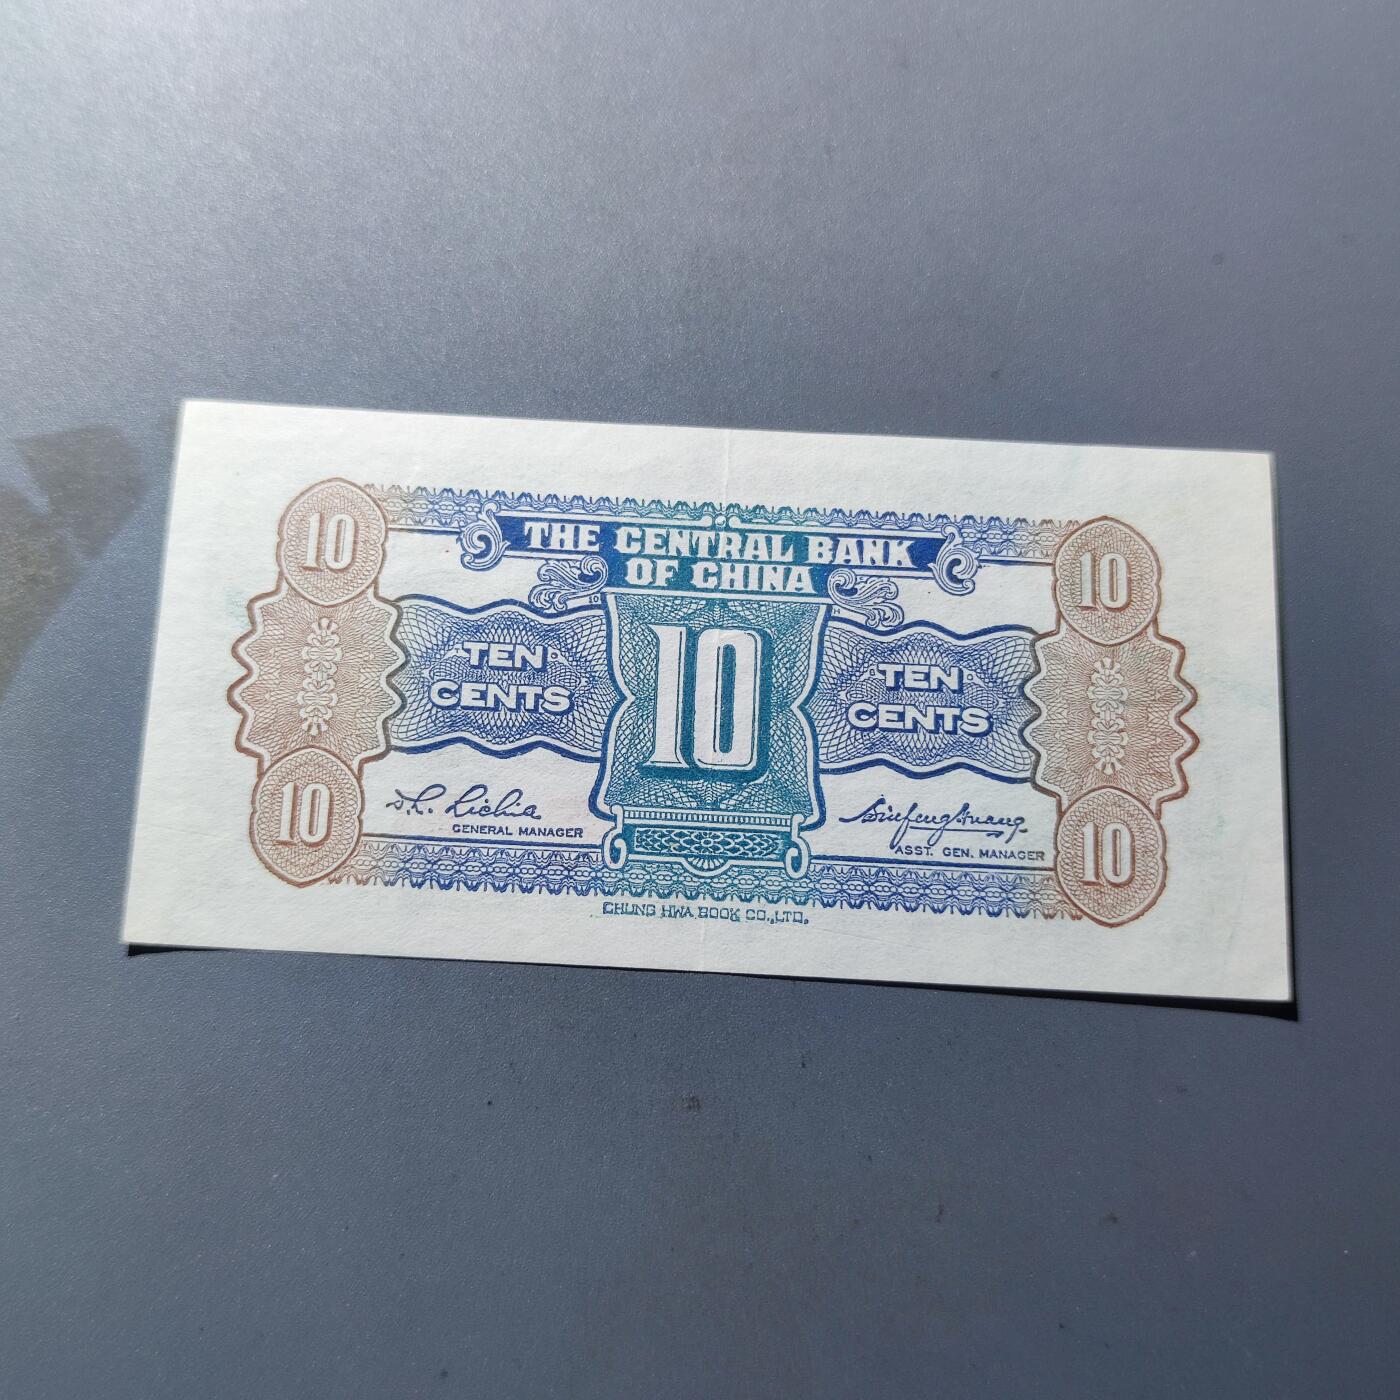 THE CENTRAL BANK
OF CHINA
10
10
10
TEN
CENTS
TEN
CENTS
10
10
GENERAL MANAGER
ASST. GEN. MANAGER
CHUNG HWA BOOK CO.,LTD.